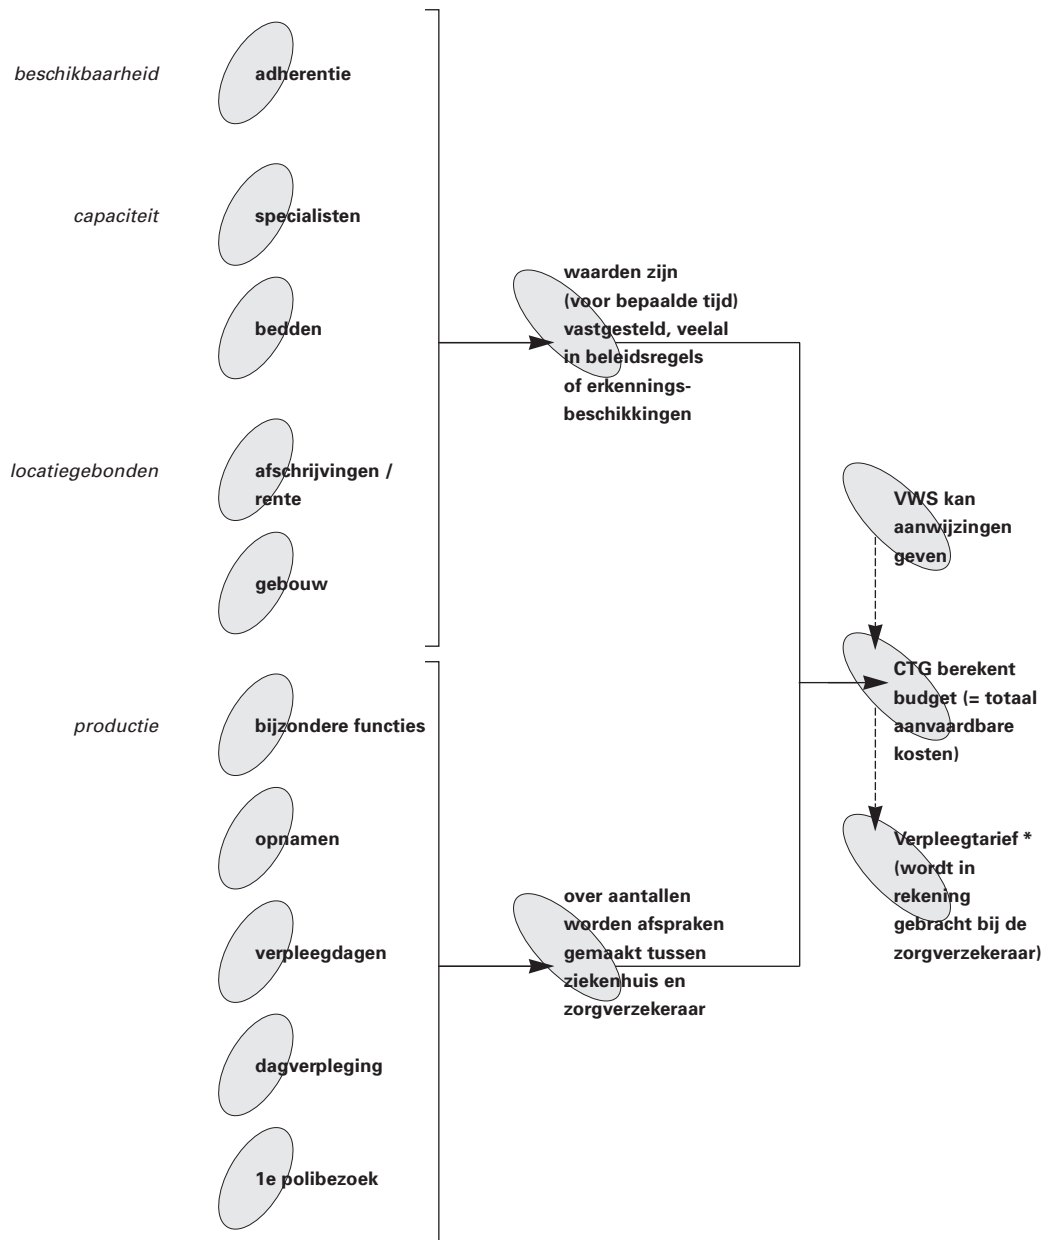 beschikbaarheid
adherentie
capaciteit
specialisten
bedden
locatiegebonden
afschrijvingen /
rente
gebouw
productie
bijzondere functies
opnamen
verpleegdagen
dagverpleging
1e polibezoek
waarden zijn
(voor bepaalde tijd)
vastgesteld, veelal
in beleidsregels
of erkennings-
beschikkingen
over aantallen
worden afspraken
gemaakt tussen
ziekenhuis en
zorgverzekeraar
VWS kan
aanwijzingen
geven
CTG berekent
budget (= totaal
aanvaardbare
kosten)
Verpleegtarief *
(wordt in
rekening
gebracht bij de
zorgverzekeraar)